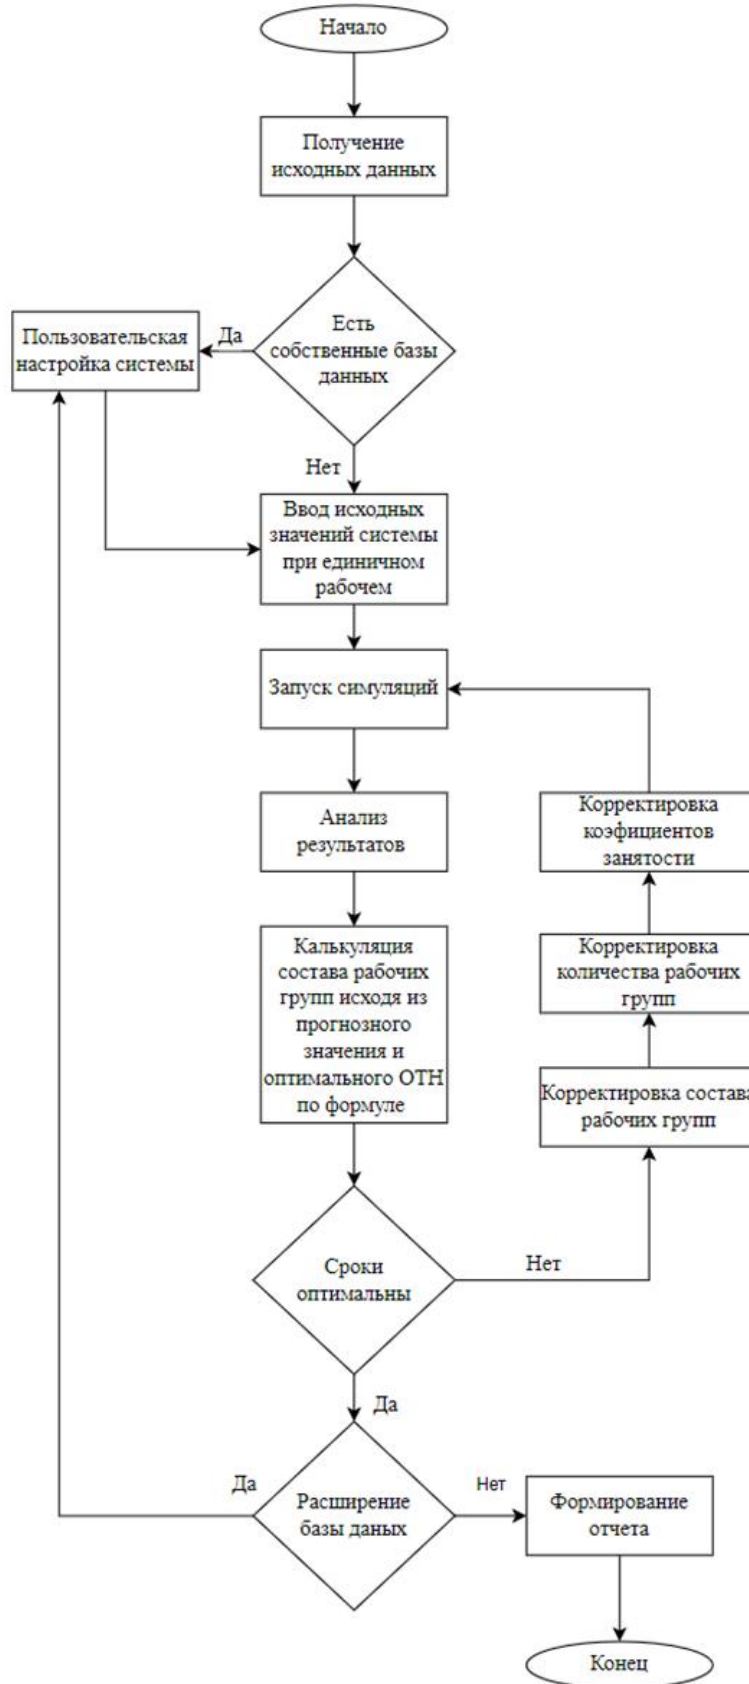 Начало
Получение
исходных данных
Есть
собственные базы
данных
Да
Пользовательская
настройка системы
Нет
Ввод исходных
значений системы
при единичном
рабочем
Запуск симуляций
Анализ
результатов
Корректировка
коэфициентов
занятости
Калькуляция
состава рабочих
групп исходя из
прогнозного
значения и
оптимального ОТН
по формуле
Корректировка
количества рабочих
групп
Корректировка состава
рабочих групп
Сроки
оптимальны
Нет
Да
Расширение
базы даных
Да
Нет
Формирование
отчета
Конец